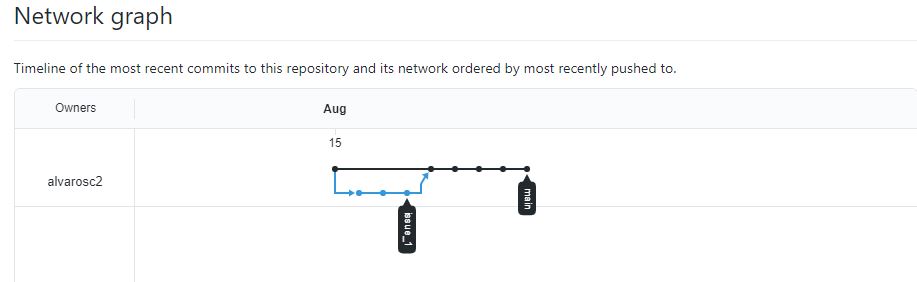 Network graph
Timeline of the most recent commits to this repository and its network ordered by most recently pushed to.
Owners
Aug
15
alvarosc2
main
issue_1